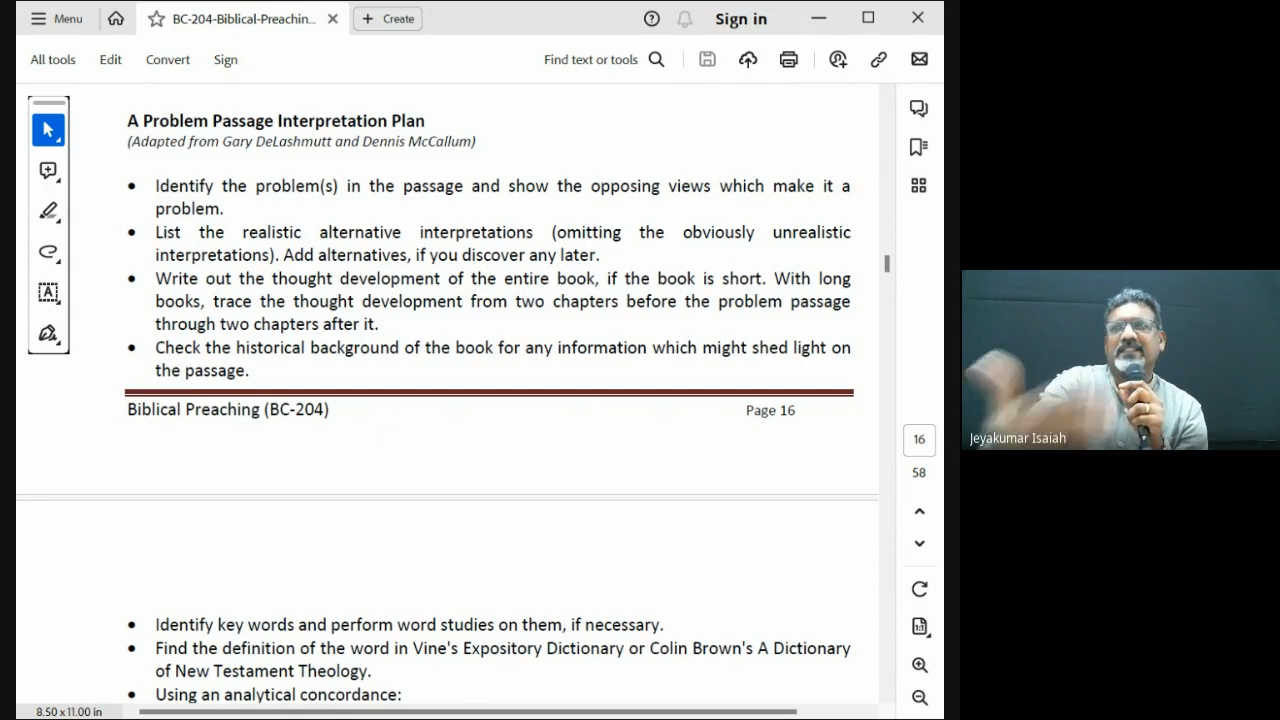 Menu
BC-204-Biblical-Preachin...
Create
Sign in
All tools
Edit
Convert
Sign
Find text or tools
A Problem Passage Interpretation Plan
(Adapted from Gary DeLashmutt and Dennis McCallum)
• Identify the problem(s) in the passage and show the opposing views which make it a
problem.
• List the realistic alternative interpretations (omitting the obviously unrealistic
interpretations). Add alternatives, if you discover any later.
• Write out the thought development of the entire book, if the book is short. With long
books, trace the thought development from two chapters before the problem passage
through two chapters after it.
• Check the historical background of the book for any information which might shed light on
the passage.
Biblical Preaching (BC-204)
Page 16
16
58
• Identify key words and perform word studies on them, if necessary.
• Find the definition of the word in Vine's Expository Dictionary or Colin Brown's A Dictionary
of New Testament Theology.
• Using an analytical concordance:
8.50 x 11.00 in
Jeyakumar Isaiah